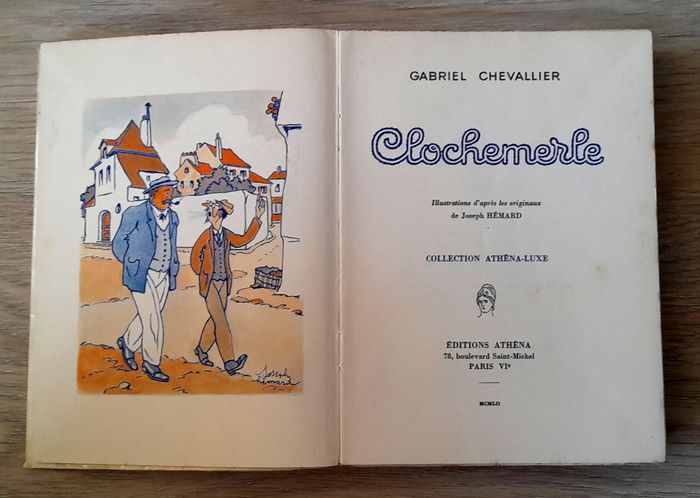 Joseph
hémard
GABRIEL CHEVALLIER
Clochemerle
Illustrations d'après les originaux
de Joseph HÉMARD
COLLECTION ATHÊNA-LUXE
ÉDITIONS ATHÊNA
78, boulevard Saint-Michel
PARIS VIᵉ
MCMLII